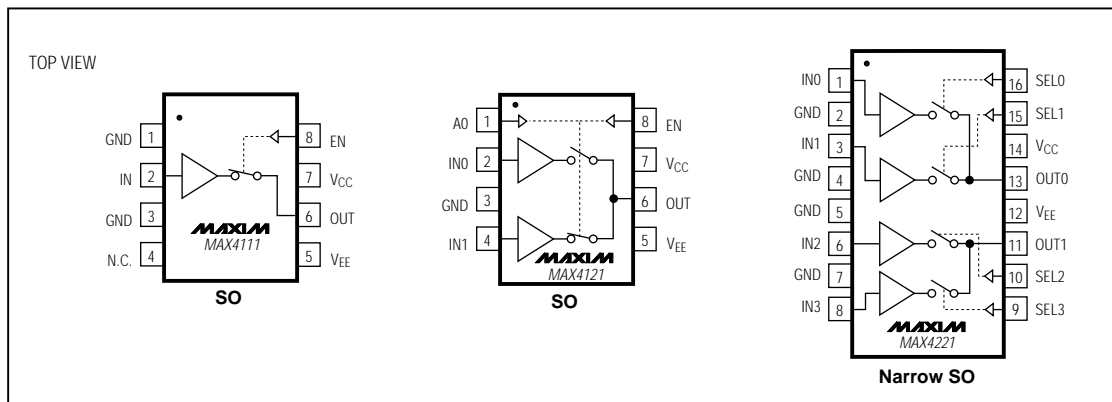 TOP VIEW
GND 1
IN 2
GND 3
N.C. 4
8 EN
7 VCC
6 OUT
5 VEE
MAXIM
MAX4111
SO
A0 1
IN0 2
GND 3
IN1 4
8 EN
7 VCC
6 OUT
5 VEE
MAXIM
MAX4121
SO
IN0 1
GND 2
IN1 3
GND 4
GND 5
IN2 6
GND 7
IN3 8
16 SEL0
15 SEL1
14 VCC
13 OUT0
12 VEE
11 OUT1
10 SEL2
9 SEL3
MAXIM
MAX4221
Narrow SO